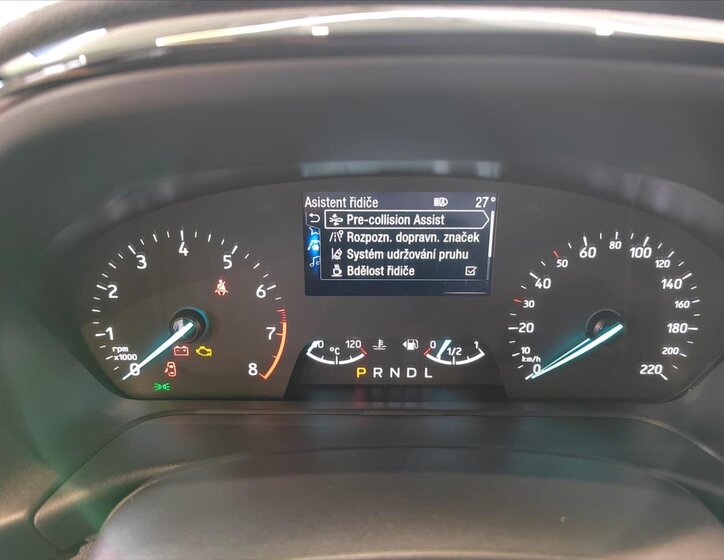 Asistent řidiče 27°
Pre-collision Assist
Rozpozn. dopravn. značek
Systém udržování pruhu
Bdělost řidiče
0 1 2 3 4 5 6 7 8
rpm
x1000
°C 120
0 1/2 1
P R N D L
0 10 20 30 40 50 60 80 100 120 140 160 180 200 220
km/h